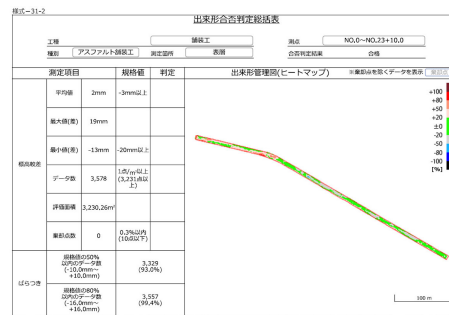 様式－31-2
出来形合否判定総括表
工種 舗装工 測点 NO.0～NO.23+10.0
種別 アスファルト舗装工 測定箇所 表層 合否判定結果 合格
測定項目 規格値 判定 出来形管理図(ヒートマップ) ※棄却点を除くデータを表示
標高較差
平均値 2mm -3mm以上
最大値(差) 19mm
最小値(差) -13mm -20mm以上
データ数 3,578 1点/㎡以上
(3,231点以
上)
評価面積 3,230.26m²
棄却点数 0 0.3%以内
(10点以下)
ばらつき
規格値の50%
以内のデータ数
(-10.0mm～
+10.0mm)
3,329
(93.0%)
規格値の80%
以内のデータ数
(-16.0mm～
+16.0mm)
3,557
(99.4%)
+100
+80
+50
+20
±0
-20
-50
-80
-100
[%]
100 m